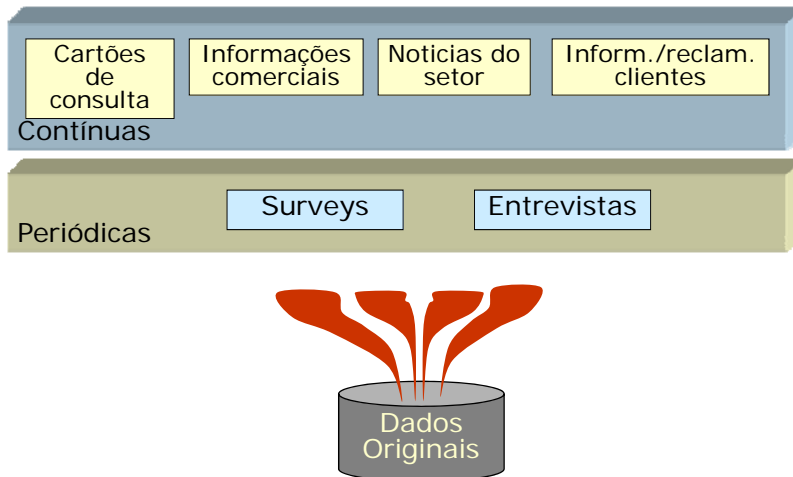 Cartões
de
consulta
Informações
comerciais
Noticias do
setor
Inform./reclam.
clientes
Contínuas
Surveys
Entrevistas
Periódicas
Dados
Originais